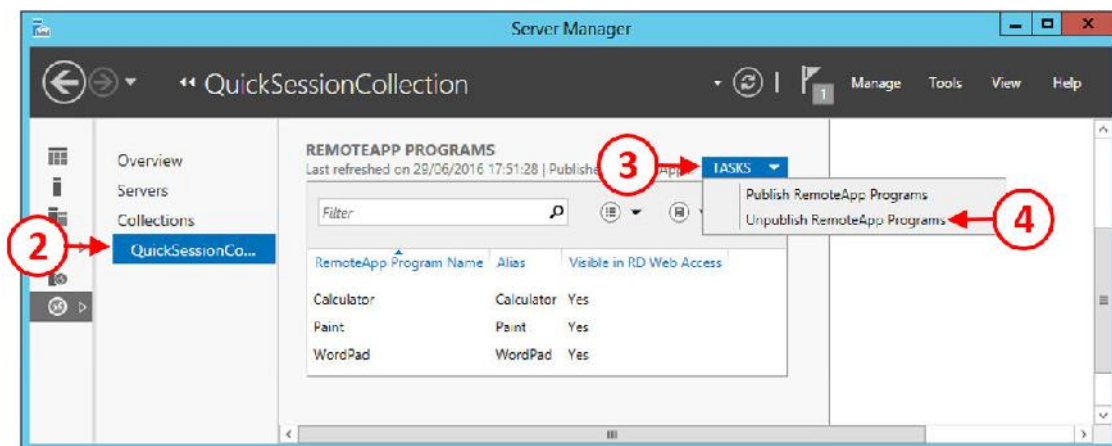 Server Manager
QuickSessionCollection
1
Manage Tools View Help
Overview
Servers
Collections
QuickSessionCo...
REMOTEAPP PROGRAMS
Last refreshed on 29/06/2016 17:51:28 | Publishe
TASKS
Publish RemoteApp Programs
Unpublish RemoteApp Programs
Filter
RemoteApp Program Name Alias Visible in RD Web Access
Calculator Calculator Yes
Paint Paint Yes
WordPad WordPad Yes
2
3
4